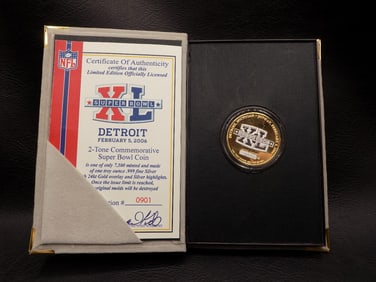 NFL
Certificate Of Authenticity
certifies that this
Limited Edition Officially Licensed
SUPER BOWL
XL
DETROIT
FEBRUARY 5, 2006
2-Tone Commemorative
Super Bowl Coin
is one of only 7,500 minted and made
of one troy ounce .999 fine Silver
24kt Gold overlay and fine Silver highlights.
Once the issue limit is reached,
original molds will be destroyed
# 0901
XL